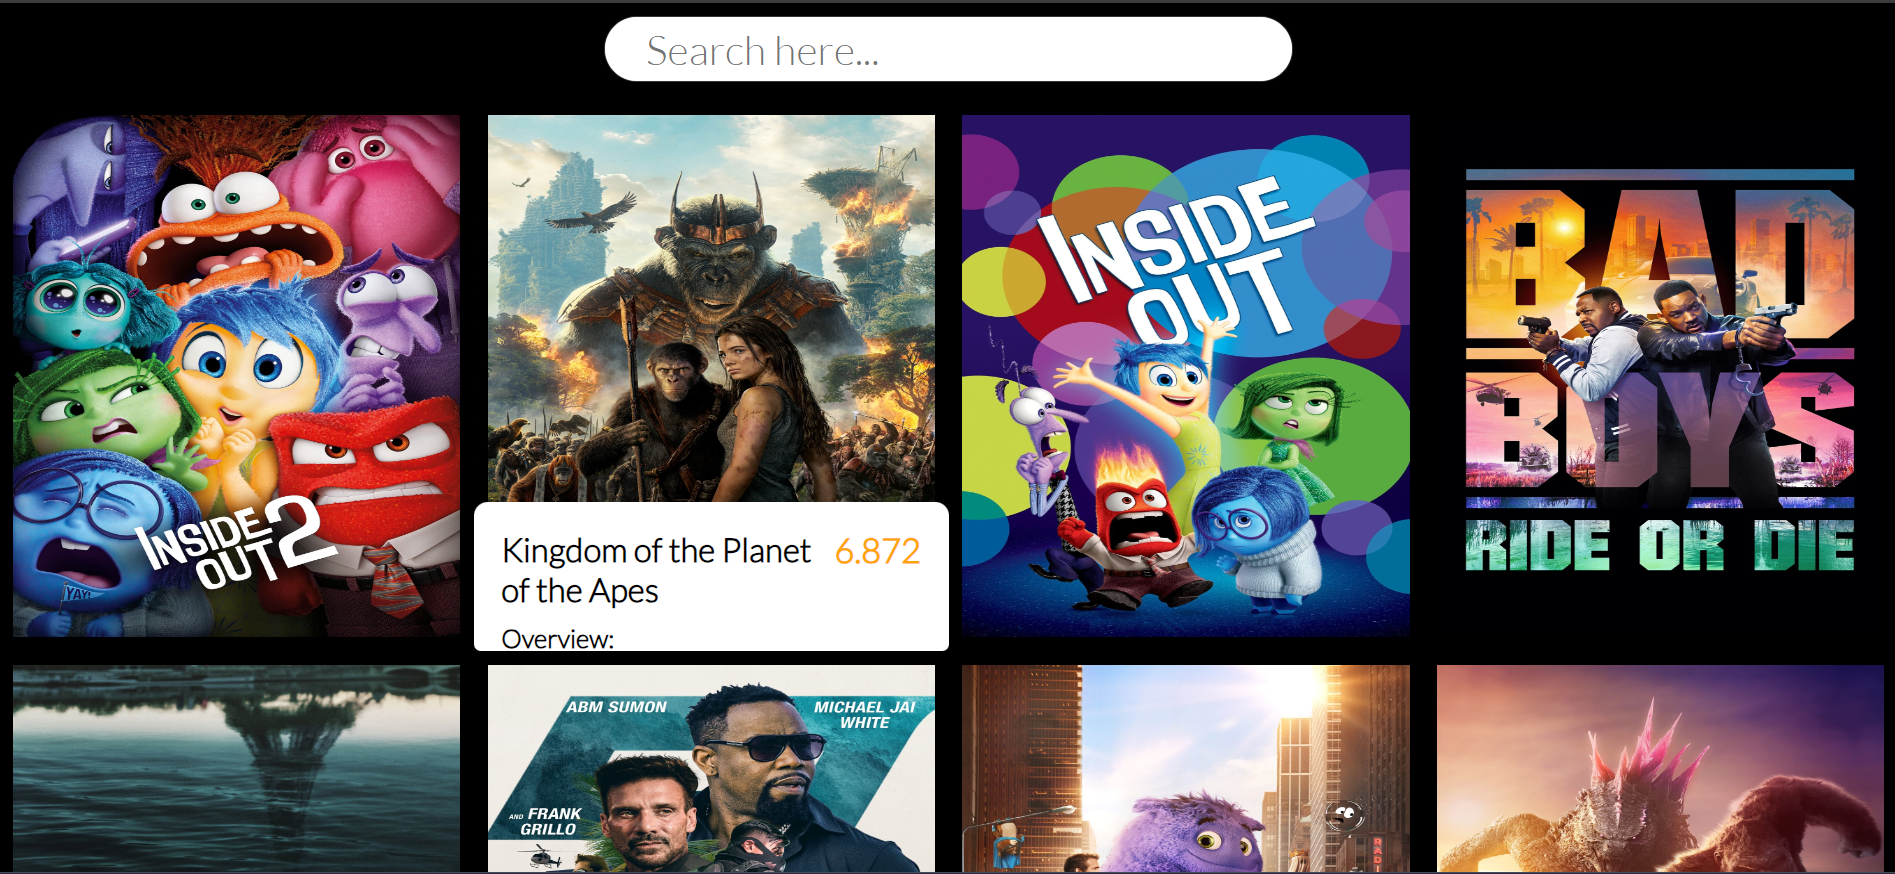 Search here...
YAY!
INSIDE
OUT 2
Kingdom of the Planet
of the Apes
6.872
Overview:
INSIDE
OUT
BAD
BOYS
RIDE OR DIE
ABM SUMON
MICHAEL JAI
WHITE
AND FRANK
GRILLO
RADI